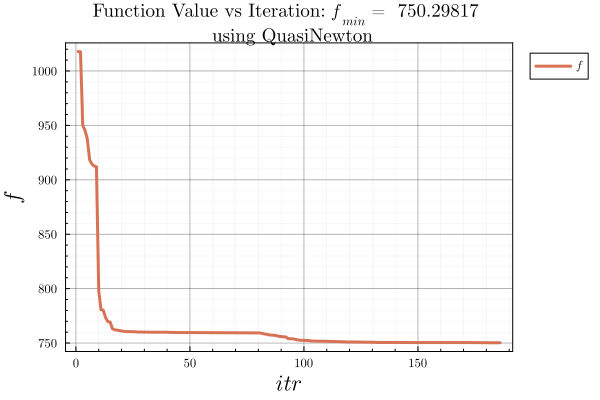 Function Value vs Iteration: f_min = 750.29817
using QuasiNewton
f
1000
950
900
850
800
750
f
0
50
100
150
itr